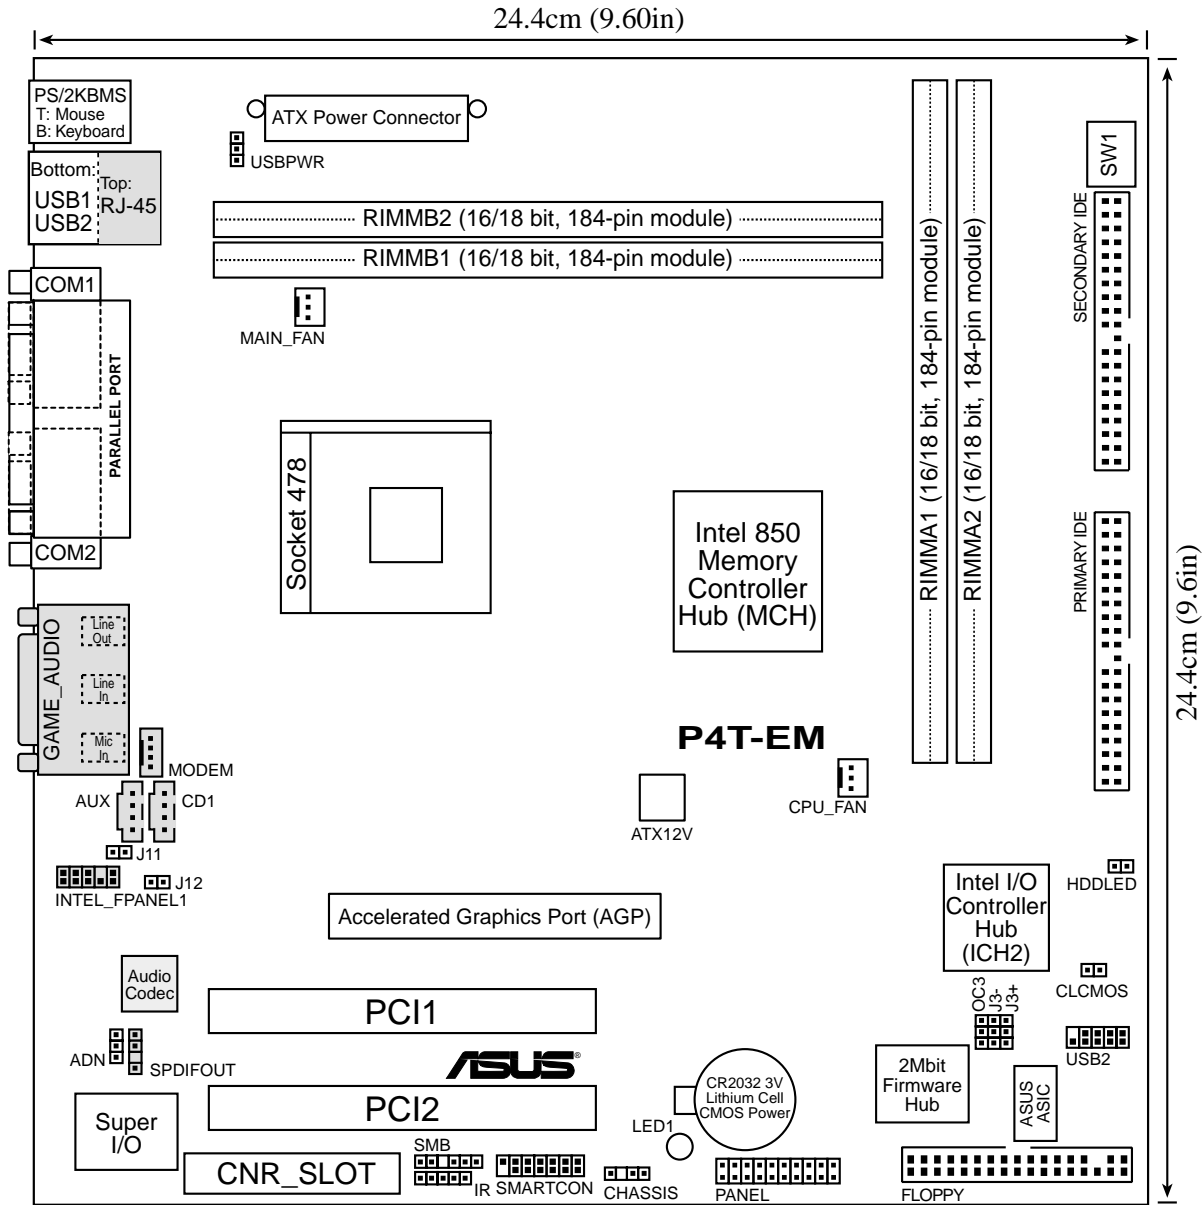 24.4cm (9.60in)
PS/2KBMS
T: Mouse
B: Keyboard
ATX Power Connector
USBPWR
Bottom:
USB1
USB2
Top:
RJ-45
SW1
RIMMB2 (16/18 bit, 184-pin module)
RIMMB1 (16/18 bit, 184-pin module)
RIMMA1 (16/18 bit, 184-pin module)
RIMMA2 (16/18 bit, 184-pin module)
SECONDARY IDE
COM1
MAIN_FAN
PARALLEL PORT
Socket 478
Intel 850
Memory
Controller
Hub (MCH)
COM2
PRIMARY IDE
24.4cm (9.6in)
GAME_AUDIO
Line
Out
Line
In
Mic
In
P4T-EM
MODEM
AUX
CD1
CPU_FAN
ATX12V
J11
J12
INTEL_FPANEL1
HDDLED
Intel I/O
Controller
Hub
(ICH2)
Accelerated Graphics Port (AGP)
Audio
Codec
CLCMOS
OC3
J3-
J3+
PCI1
ADN
SPDIFOUT
ASUS®
USB2
2Mbit
Firmware
Hub
ASUS
ASIC
CR2032 3V
Lithium Cell
CMOS Power
PCI2
Super
I/O
LED1
SMB
CNR_SLOT
IR
SMARTCON
CHASSIS
PANEL
FLOPPY